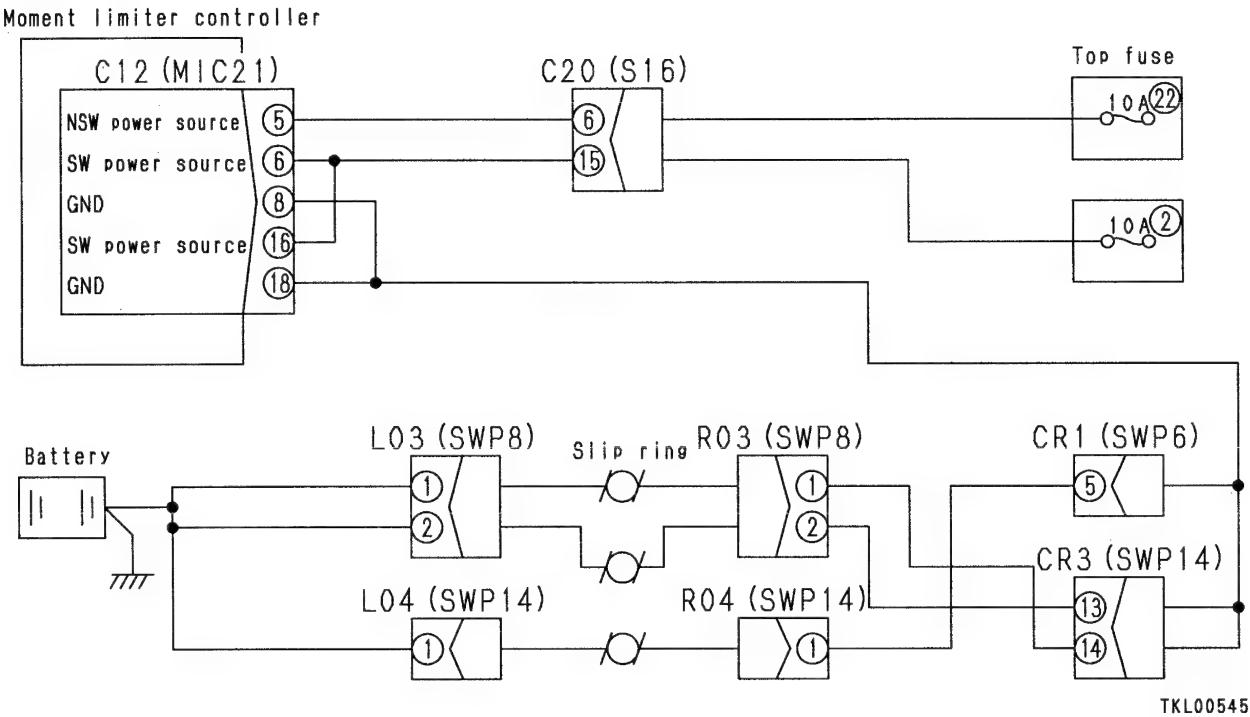 Moment limiter controller
C12 (MIC21)
C20 (S16)
Top fuse
NSW power source 5
6
10A 22
SW power source 6
15
GND 8
10A 2
SW power source 16
GND 18
L03 (SWP8)
Slip ring
R03 (SWP8)
CR1 (SWP6)
Battery
1
1
5
2
2
CR3 (SWP14)
L04 (SWP14)
R04 (SWP14)
13
1
1
14
TKL00545